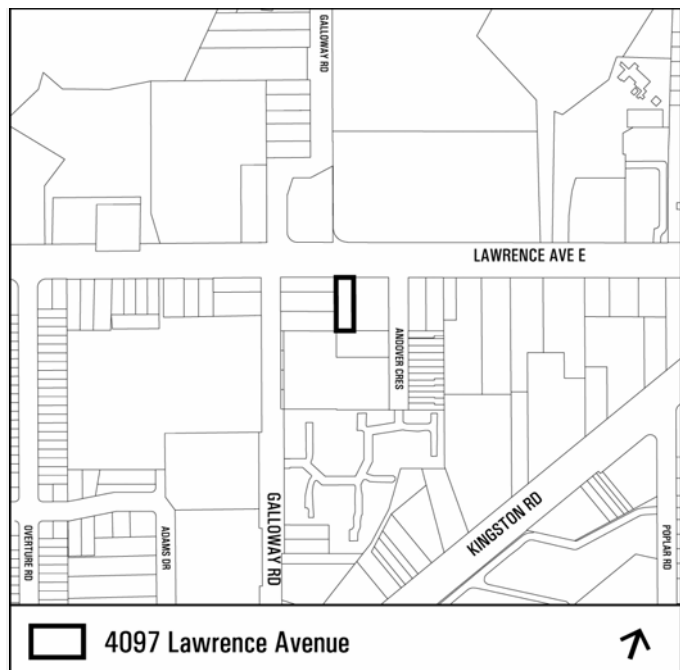 GALLOWAY RD
LAWRENCE AVE E
ANDOVER CRES
GALLOWAY RD
KINGSTON RD
OVERTURE RD
ADAMS DR
POPLAR RD
4097 Lawrence Avenue